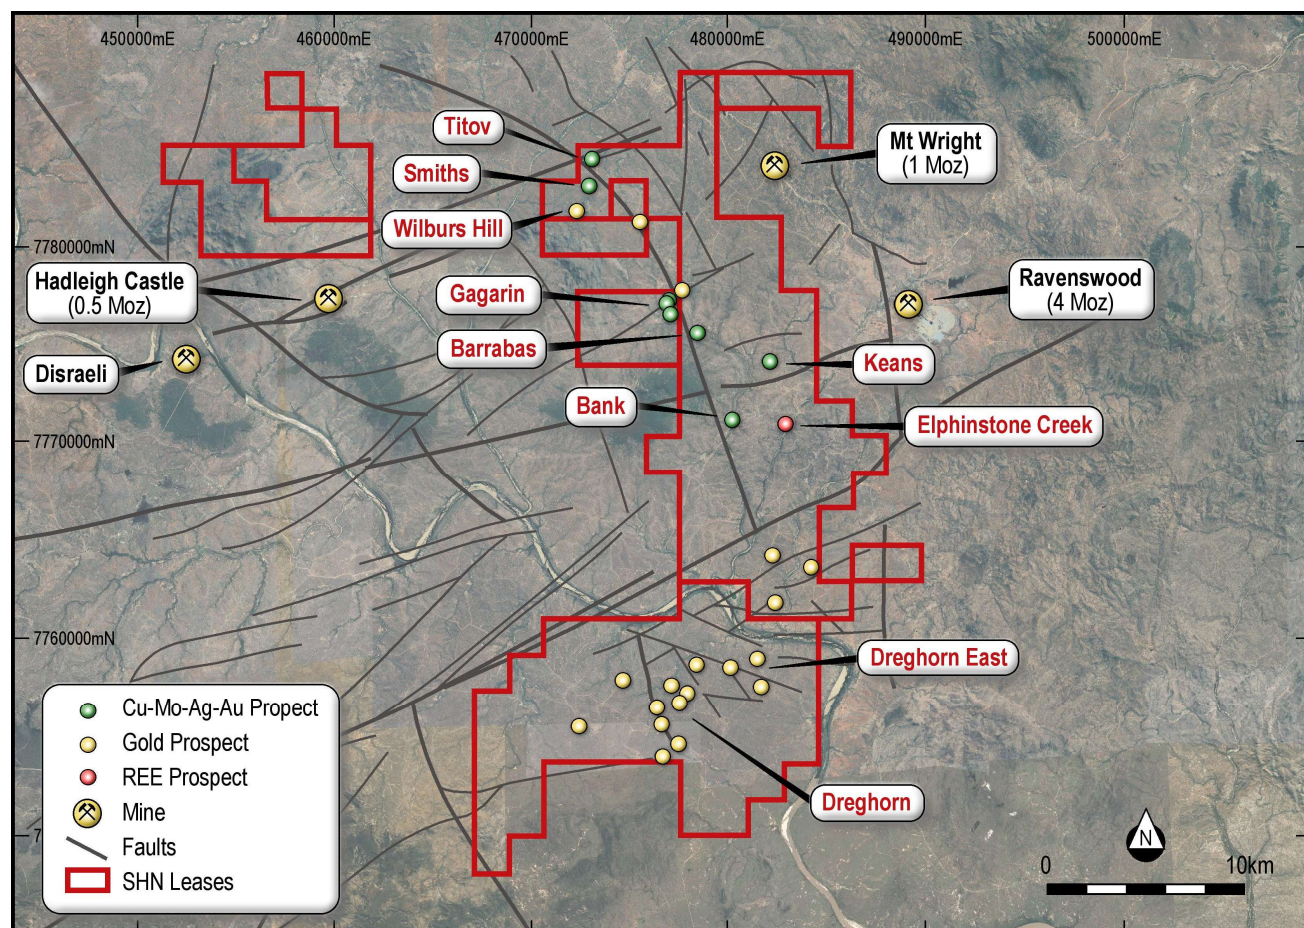 450000mE
460000mE
470000mE
480000mE
490000mE
500000mE
Titov
Smiths
Wilburs Hill
Mt Wright
(1 Moz)
7780000mN
Hadleigh Castle
(0.5 Moz)
Gagarin
Ravenswood
(4 Moz)
Barrabas
Disraeli
Keans
Bank
Elphinstone Creek
7770000mN
7760000mN
Dreghorn East
Dreghorn
Cu-Mo-Ag-Au Propect
Gold Prospect
REE Prospect
Mine
Faults
SHN Leases
7
N
0
10km